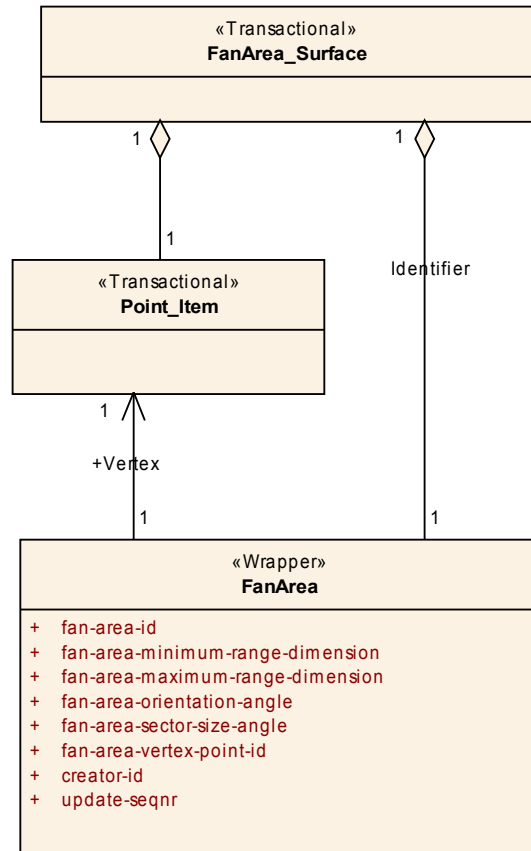 «Transactional»
FanArea_Surface
1
1
1
«Transactional»
Point_Item
Identifier
1
+Vertex
1
1
«Wrapper»
FanArea
+ fan-area-id
+ fan-area-minimum-range-dimension
+ fan-area-maximum-range-dimension
+ fan-area-orientation-angle
+ fan-area-sector-size-angle
+ fan-area-vertex-point-id
+ creator-id
+ update-seqnr